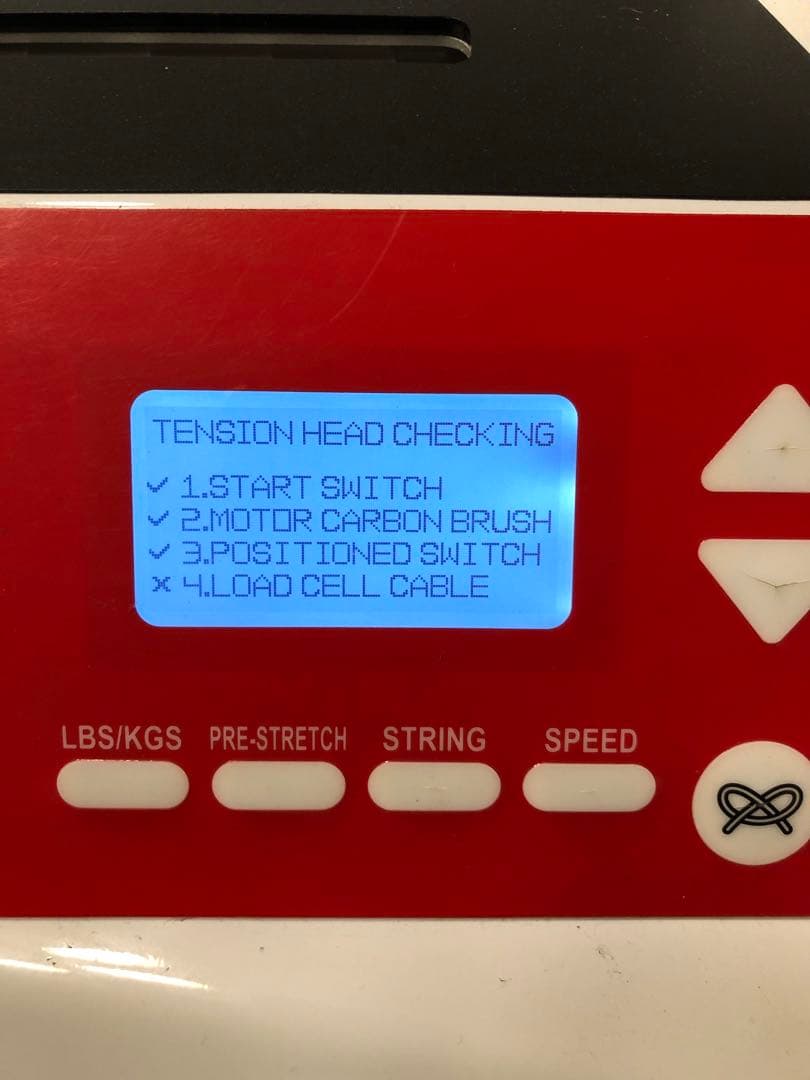 TENSION HEAD CHECKING
✓ 1.START SWITCH
✓ 2.MOTOR CARBON BRUSH
✓ 3.POSITIONED SWITCH
× 4.LOAD CELL CABLE
LBS/KGS PRE-STRETCH STRING SPEED